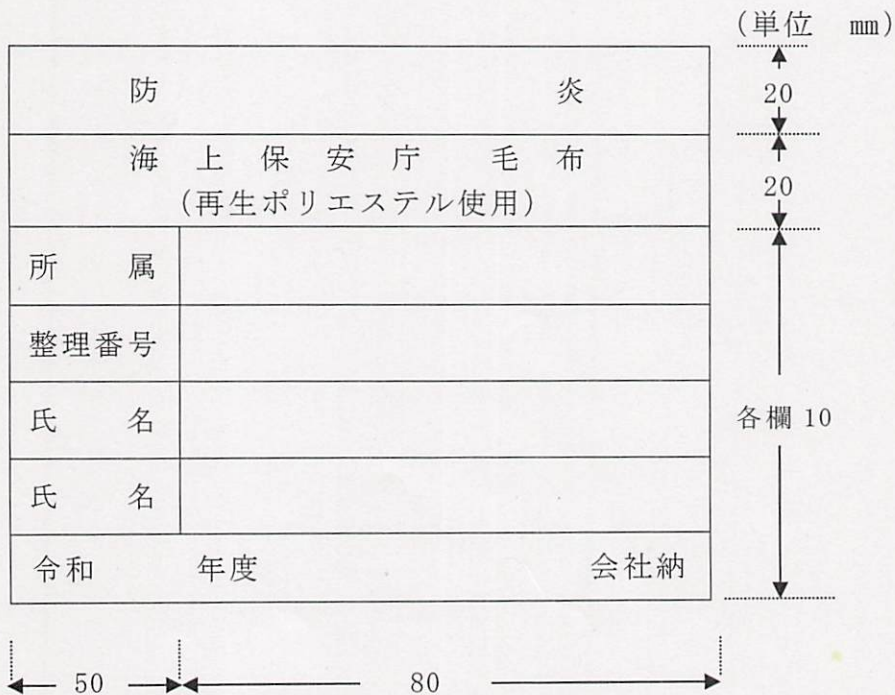 (単位 mm)
防 炎
20
海上保安庁 毛布
(再生ポリエステル使用)
20
所 属
整理番号
氏 名
氏 名
各欄 10
令和 年度 会社納
50 80